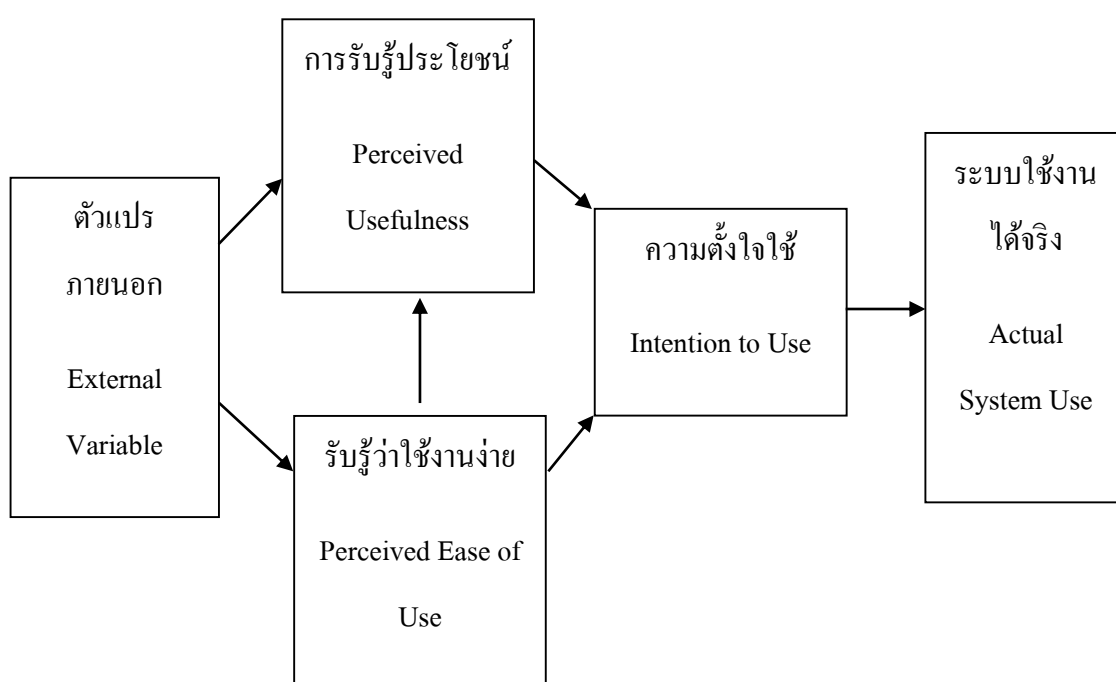 การรับรู้ประโยชน์
Perceived
Usefulness
ตัวแปร
ภายนอก
External
Variable
รับรู้ว่าใช้งานง่าย
Perceived Ease of
Use
ความตั้งใจใช้
Intention to Use
ระบบใช้งาน
ได้จริง
Actual
System Use